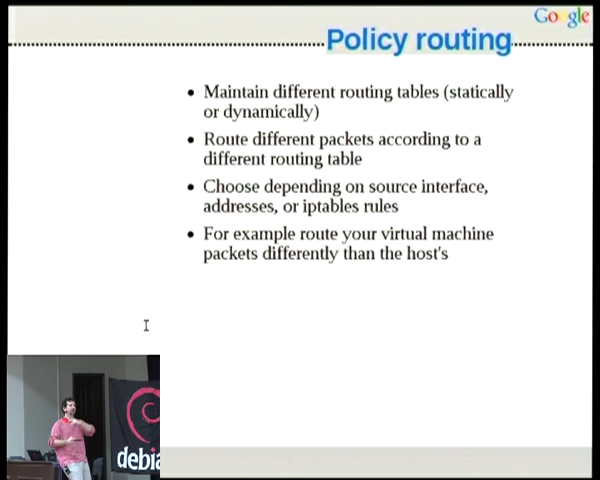 Google
Policy routing
• Maintain different routing tables (statically
or dynamically)
• Route different packets according to a
different routing table
• Choose depending on source interface,
addresses, or iptables rules
• For example route your virtual machine
packets differently than the host's
debia